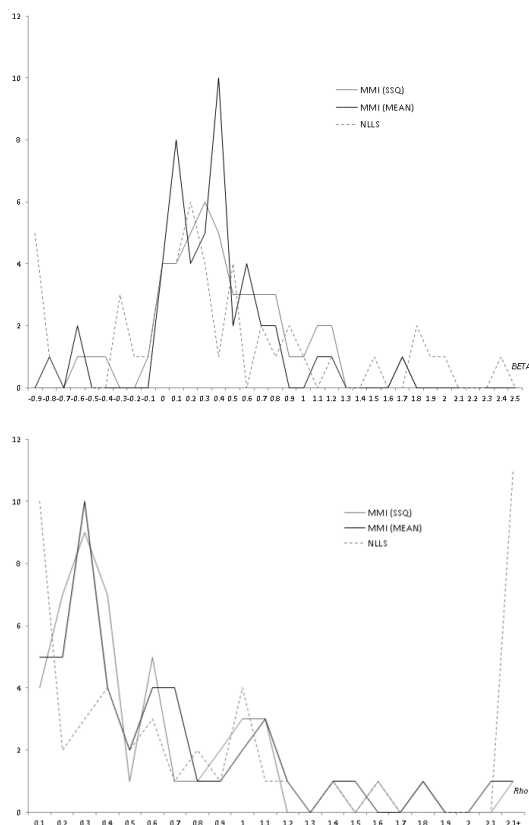 12
10
8
6
4
2
0
MMI (SSQ)
MMI (MEAN)
NLLS
BETA
-0.9 -0.8 -0.7 -0.6 -0.5 -0.4 -0.3 -0.2 -0.1 0 0.1 0.2 0.3 0.4 0.5 0.6 0.7 0.8 0.9 1 1.1 1.2 1.3 1.4 1.5 1.6 1.7 1.8 1.9 2 2.1 2.2 2.3 2.4 2.5
12
10
8
6
4
2
0
MMI (SSQ)
MMI (MEAN)
NLLS
Rho
0.1 0.2 0.3 0.4 0.5 0.6 0.7 0.8 0.9 1 1.1 1.2 1.3 1.4 1.5 1.6 1.7 1.8 1.9 2 2.1 2.1+